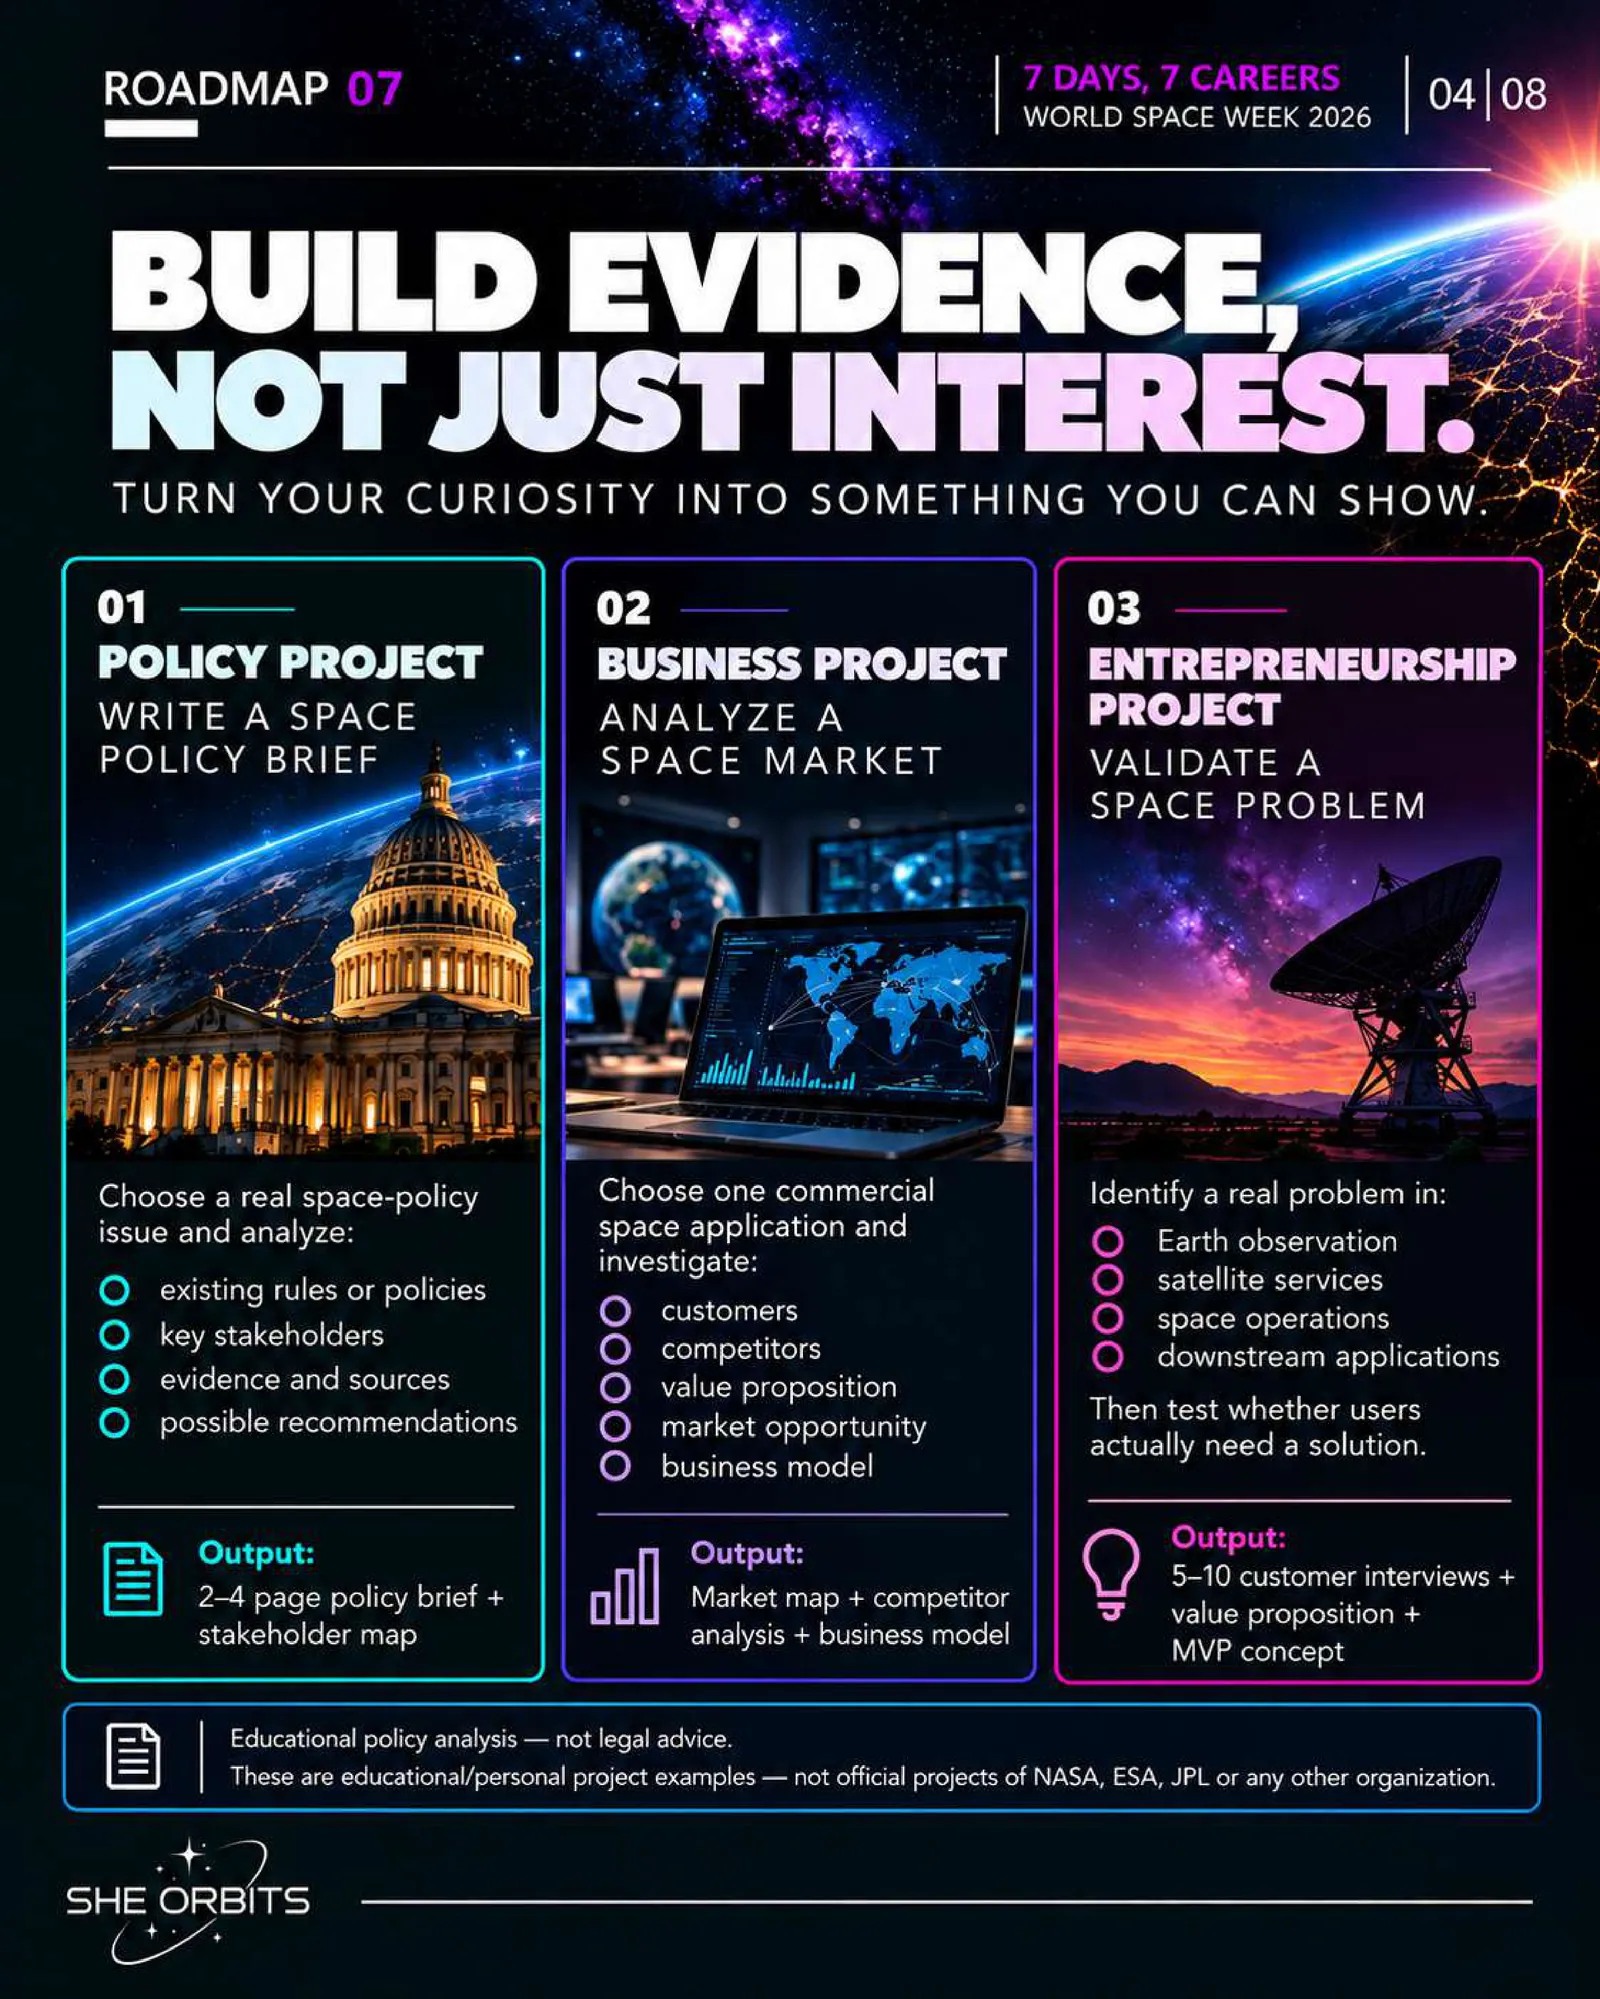 ROADMAP 07
7 DAYS, 7 CAREERS
WORLD SPACE WEEK 2026
04|08
BUILD EVIDENCE,
NOT JUST INTEREST.
TURN YOUR CURIOSITY INTO SOMETHING YOU CAN SHOW.
01
POLICY PROJECT
WRITE A SPACE
POLICY BRIEF
Choose a real space-policy
issue and analyze:
existing rules or policies
key stakeholders
evidence and sources
possible recommendations
Output:
2–4 page policy brief +
stakeholder map
02
BUSINESS PROJECT
ANALYZE A
SPACE MARKET
Choose one commercial
space application and
investigate:
customers
competitors
value proposition
market opportunity
business model
Output:
Market map + competitor
analysis + business model
03
ENTREPRENEURSHIP
PROJECT
VALIDATE A
SPACE PROBLEM
Identify a real problem in:
Earth observation
satellite services
space operations
downstream applications
Then test whether users
actually need a solution.
Output:
5–10 customer interviews +
value proposition +
MVP concept
Educational policy analysis — not legal advice.
These are educational/personal project examples — not official projects of NASA, ESA, JPL or any other organization.
SHE ORBITS